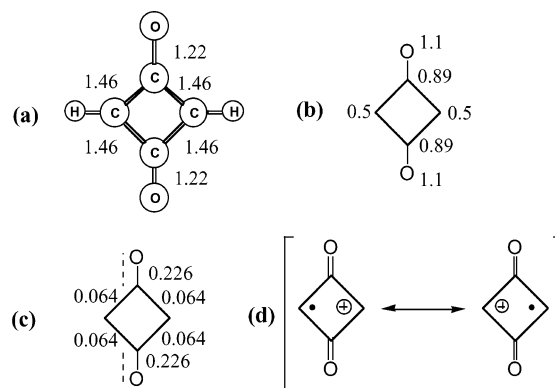 O
1.22
1.46 C 1.46
(a) H C C H
1.46 C 1.46
1.22
O
O 1.1
0.89
(b) 0.5 0.5
0.89
O 1.1
O
0.226
0.064 0.064
(c)
0.064 0.064
0.226
O
(d)
O O
+ +
O O